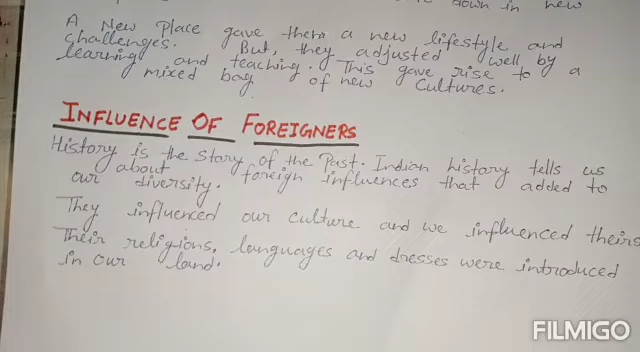 down in new
A New Place gave them a new lifestyle and
challenges. But, they adjusted well by
learning and teaching. This gave rise to a
mixed bag of new cultures.
INFLUENCE OF FOREIGNERS
History is the story of the Past. Indian history tells us
about foreign influences that added to
our diversity.
They influenced our culture and we influenced theirs
Their religions, languages and dresses were introduced
in our land.
FILMIGO